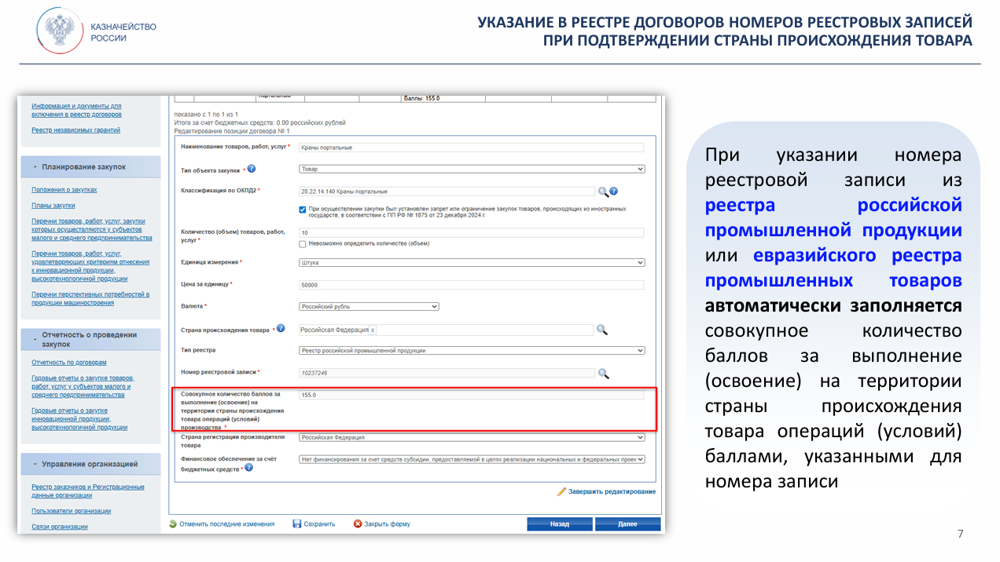 КАЗНАЧЕЙСТВО
РОССИИ
УКАЗАНИЕ В РЕЕСТРЕ ДОГОВОРОВ НОМЕРОВ РЕЕСТРОВЫХ ЗАПИСЕЙ
ПРИ ПОДТВЕРЖДЕНИИ СТРАНЫ ПРОИСХОЖДЕНИЯ ТОВАРА
Информация и документы для
включения в реестр договоров
Реестр независимых гарантий
Планирование закупок
Положения о закупках
Планы закупки
Перечни товаров, работ, услуг, закупки
которых осуществляются у субъектов
малого и среднего предпринимательства
Перечни товаров, работ, услуг,
удовлетворяющих критериям отнесения
к инновационной продукции,
высокотехнологичной продукции
Перечни перспективных потребностей в
продукции машиностроения
Отчетность о проведении
закупок
Отчетность по договорам
Годовые отчеты о закупке товаров,
работ, услуг у субъектов малого и
среднего предпринимательства
Годовые отчеты о закупке
инновационной продукции,
высокотехнологичной продукции
Управление организацией
Реестр заказчиков и Регистрационные
данные организации
Пользователи организации
Связи организации
портальные
Баллы: 155.0
показано с 1 по 1 из 1
Итого за счет бюджетных средств: 0.00 российских рублей
Редактирование позиции договора № 1
Наименование товаров, работ, услуг * Краны портальные
Тип объекта закупки * Товар
Классификация по ОКПД2 * 28.22.14.140 Краны портальные
При осуществлении закупки был установлен запрет или ограничение закупок товаров, происходящих из иностранных
государств, в соответствии с ПП РФ № 1875 от 23 декабря 2024 г.
Количество (объем) товаров, работ,
услуг * 10
Невозможно определить количество (объем)
Единица измерения * Штука
Цена за единицу * 50000
Валюта * Российский рубль
Страна происхождения товара * Российская Федерация x
Тип реестра Реестр российской промышленной продукции
Номер реестровой записи * 10237246
Совокупное количество баллов за 155.0
выполнение (освоение) на
территории страны происхождения
товара операций (условий)
производства *
Страна регистрации производителя Российская Федерация
товара
Финансовое обеспечение за счёт Нет финансирования за счет средств субсидии, предоставляемой в целях реализации национальных и федеральных проек
бюджетных средств *
Завершить редактирование
Отменить последние изменения Сохранить Закрыть форму Назад Далее
При указании номера
реестровой записи из
реестра российской
промышленной продукции
или евразийского реестра
промышленных товаров
автоматически заполняется
совокупное количество
баллов за выполнение
(освоение) на территории
страны происхождения
товара операций (условий)
баллами, указанными для
номера записи
7